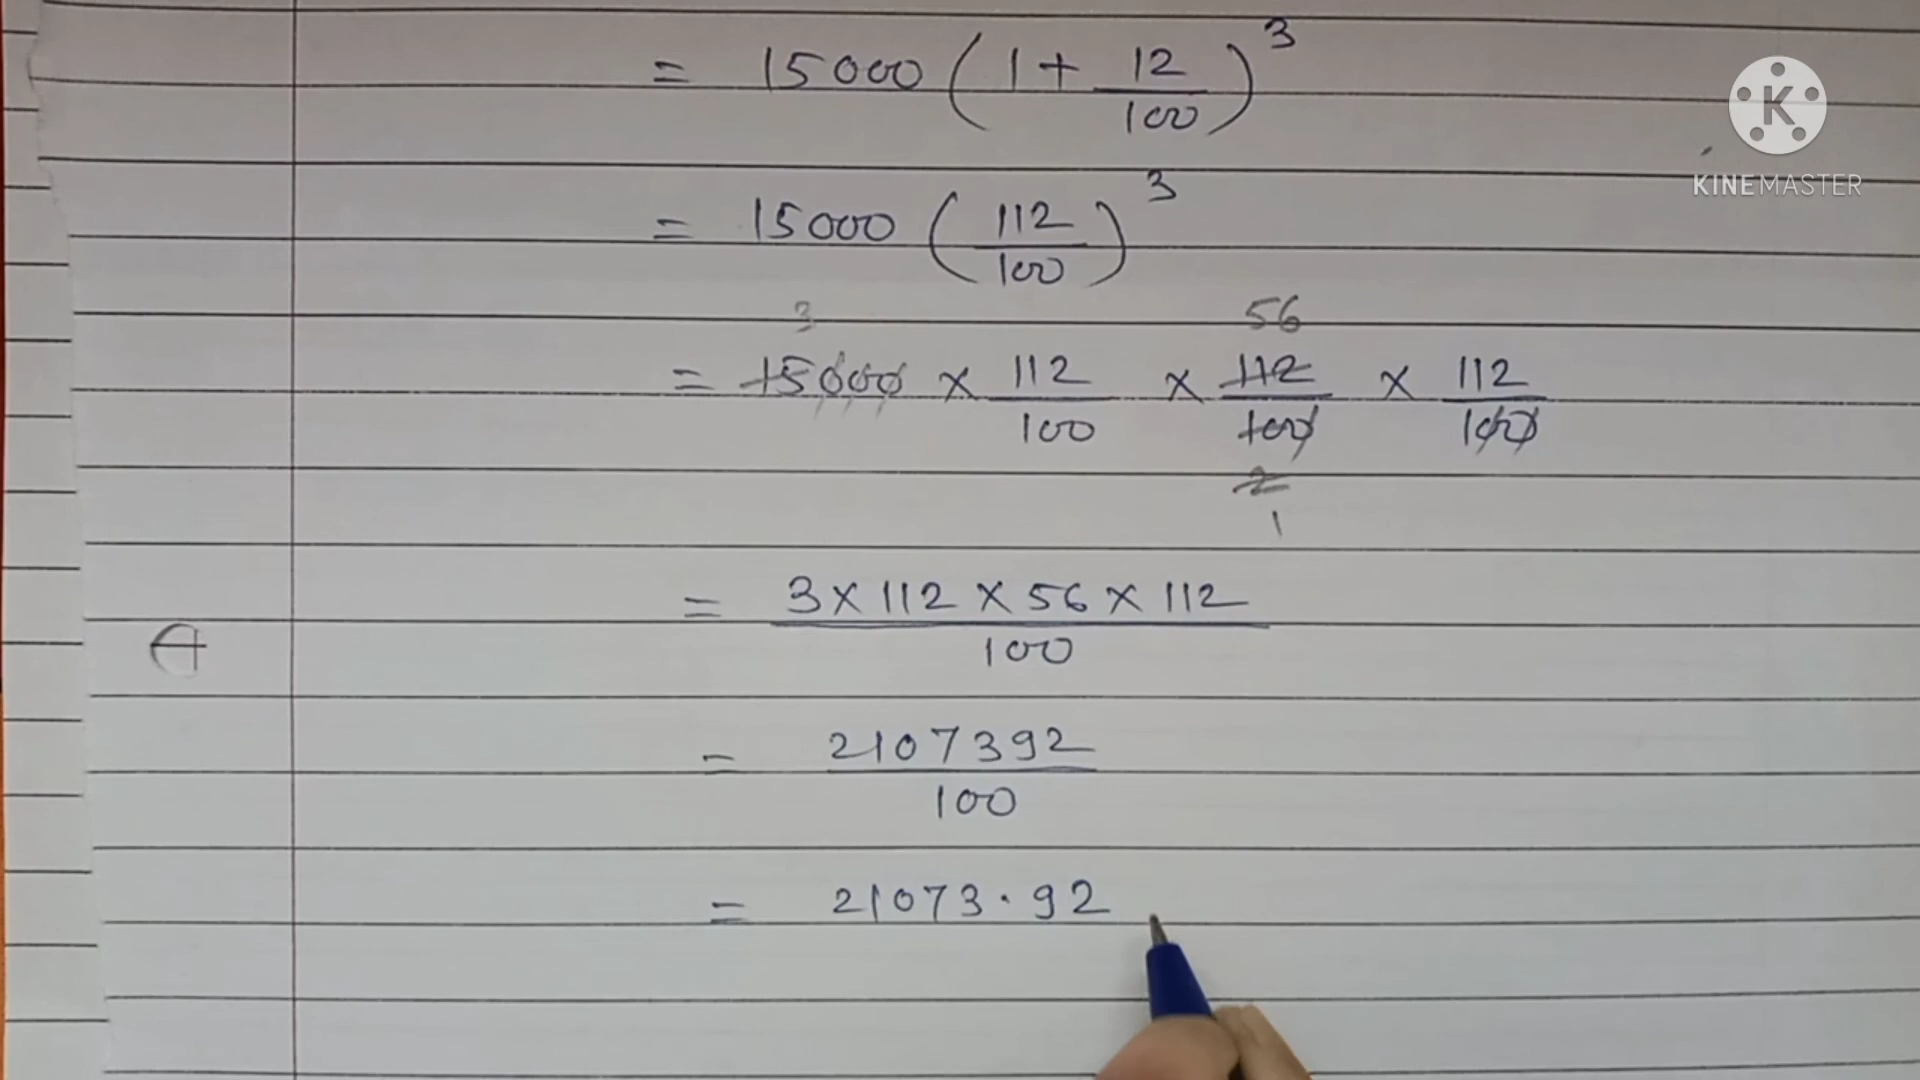 = 15000 ( 1 + 12/100 )³
K
KINEMASTER
= 15000 ( 112/100 )³
3 56
= 15000 × 112/100 × 112/100 × 112/100
2
1
= 3 × 112 × 56 × 112 / 100
A
= 2107392 / 100
= 21073.92